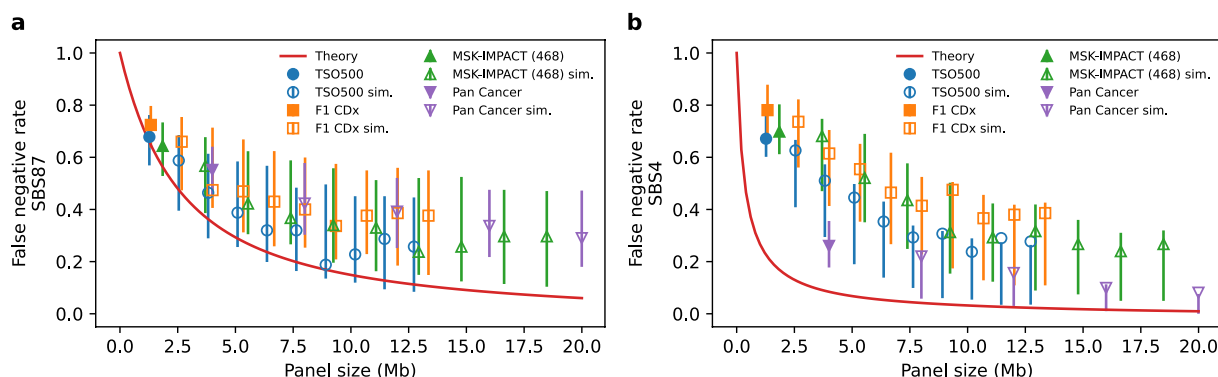 a
False negative rate
SBS87
1.0
0.8
0.6
0.4
0.2
0.0
Theory
TSO500
TSO500 sim.
F1 CDx
F1 CDx sim.
MSK-IMPACT (468)
MSK-IMPACT (468) sim.
Pan Cancer
Pan Cancer sim.
0.0 2.5 5.0 7.5 10.0 12.5 15.0 17.5 20.0
Panel size (Mb)
b
False negative rate
SBS4
1.0
0.8
0.6
0.4
0.2
0.0
Theory
TSO500
TSO500 sim.
F1 CDx
F1 CDx sim.
MSK-IMPACT (468)
MSK-IMPACT (468) sim.
Pan Cancer
Pan Cancer sim.
0.0 2.5 5.0 7.5 10.0 12.5 15.0 17.5 20.0
Panel size (Mb)